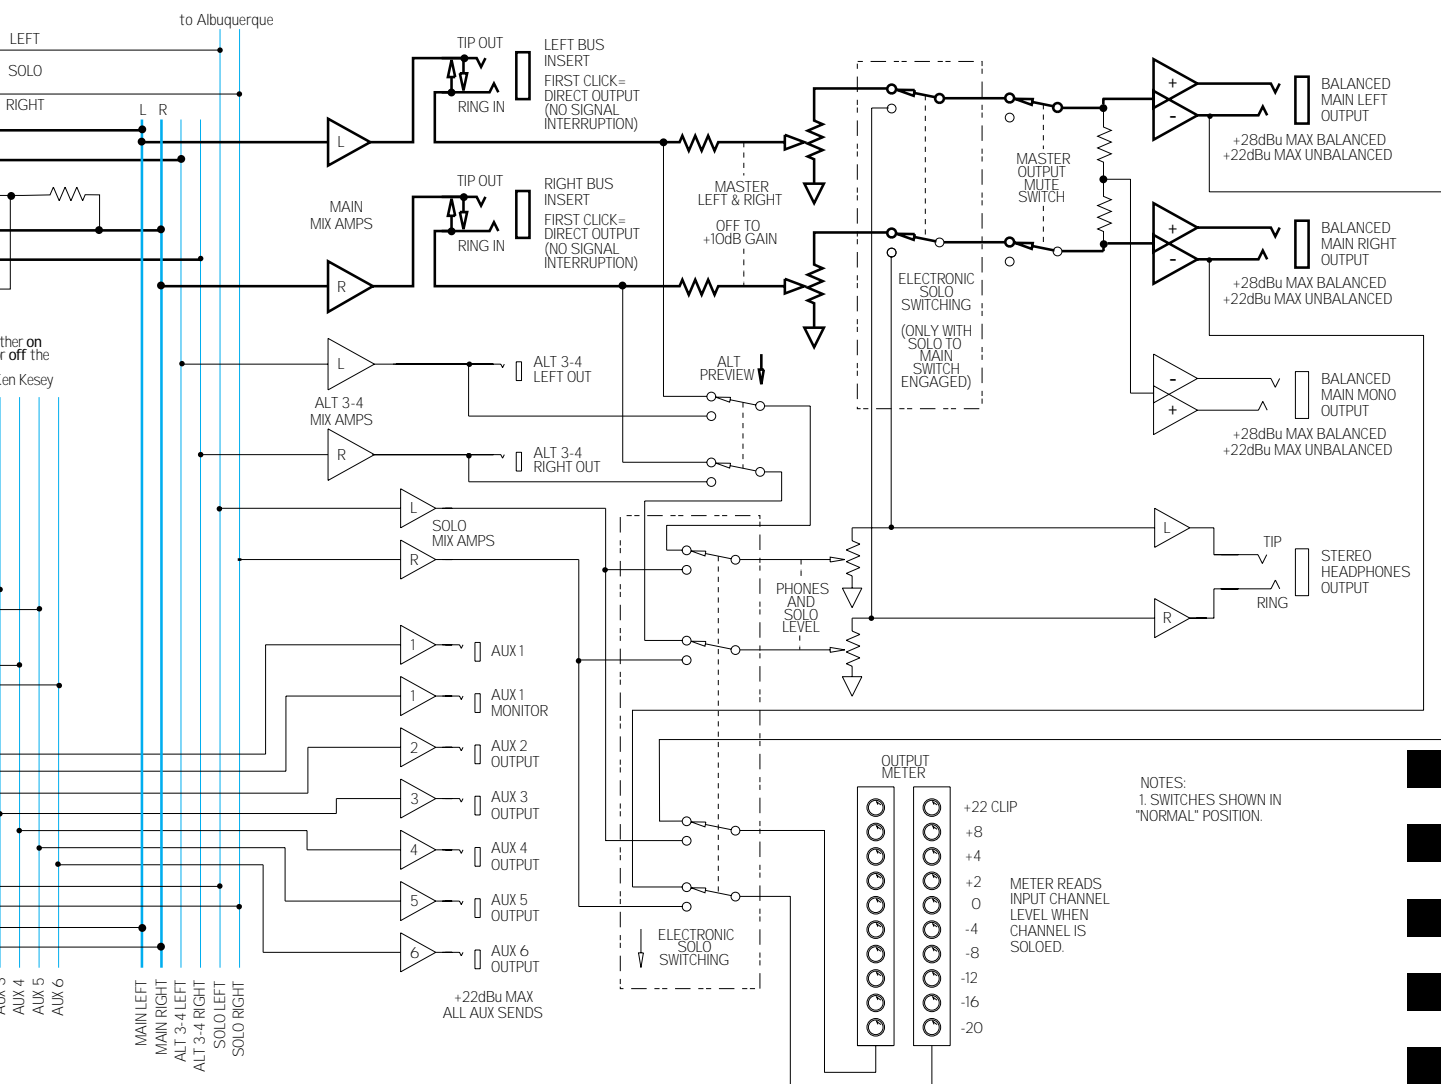 to Albuquerque
LEFT
SOLO
RIGHT
L R
TIP OUT
RING IN
LEFT BUS
INSERT
FIRST CLICK=
DIRECT OUTPUT
(NO SIGNAL
INTERRUPTION)
L
MAIN
MIX AMPS
R
TIP OUT
RING IN
RIGHT BUS
INSERT
FIRST CLICK=
DIRECT OUTPUT
(NO SIGNAL
INTERRUPTION)
MASTER
LEFT & RIGHT
OFF TO
+10dB GAIN
ELECTRONIC
SOLO
SWITCHING
(ONLY WITH
SOLO TO
MAIN
SWITCH
ENGAGED)
MASTER
OUTPUT
MUTE
SWITCH
+
-
BALANCED
MAIN LEFT
OUTPUT
+28dBu MAX BALANCED
+22dBu MAX UNBALANCED
+
-
BALANCED
MAIN RIGHT
OUTPUT
+28dBu MAX BALANCED
+22dBu MAX UNBALANCED
-
+
BALANCED
MAIN MONO
OUTPUT
+28dBu MAX BALANCED
+22dBu MAX UNBALANCED
ther on
r off the
Ken Kesey
L
ALT 3-4
LEFT OUT
ALT 3-4
MIX AMPS
R
ALT 3-4
RIGHT OUT
ALT
PREVIEW
L
SOLO
MIX AMPS
R
PHONES
AND
SOLO
LEVEL
L
R
TIP
RING
STEREO
HEADPHONES
OUTPUT
1
AUX 1
1
AUX 1
MONITOR
2
AUX 2
OUTPUT
3
AUX 3
OUTPUT
4
AUX 4
OUTPUT
5
AUX 5
OUTPUT
6
AUX 6
OUTPUT
+22dBu MAX
ALL AUX SENDS
ELECTRONIC
SOLO
SWITCHING
OUTPUT
METER
+22 CLIP
+8
+4
+2
0
-4
-8
-12
-16
-20
METER READS
INPUT CHANNEL
LEVEL WHEN
CHANNEL IS
SOLOED.
NOTES:
1. SWITCHES SHOWN IN
"NORMAL" POSITION.
AUX 3
AUX 4
AUX 5
AUX 6
MAIN LEFT
MAIN RIGHT
ALT 3-4 LEFT
ALT 3-4 RIGHT
SOLO LEFT
SOLO RIGHT